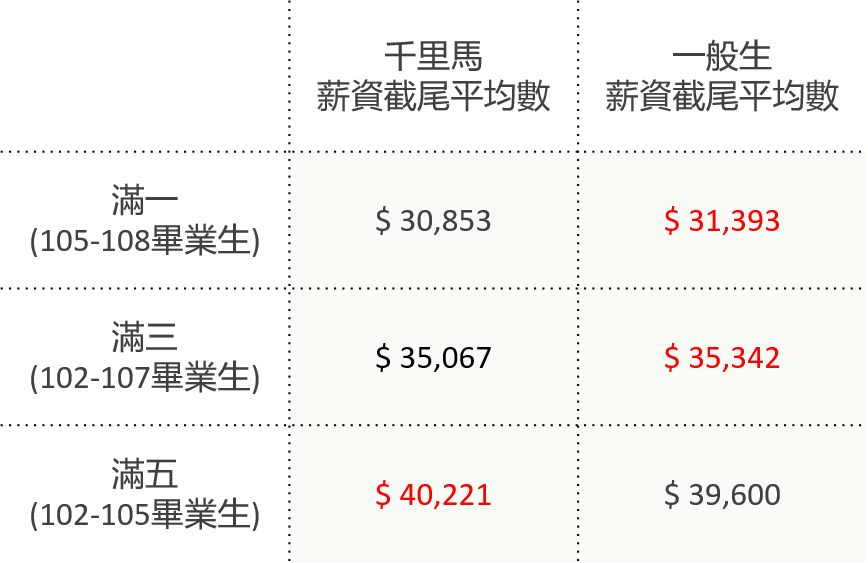 千里馬
薪資截尾平均數
一般生
薪資截尾平均數
滿一
(105-108畢業生)
$ 30,853
$ 31,393
滿三
(102-107畢業生)
$ 35,067
$ 35,342
滿五
(102-105畢業生)
$ 40,221
$ 39,600